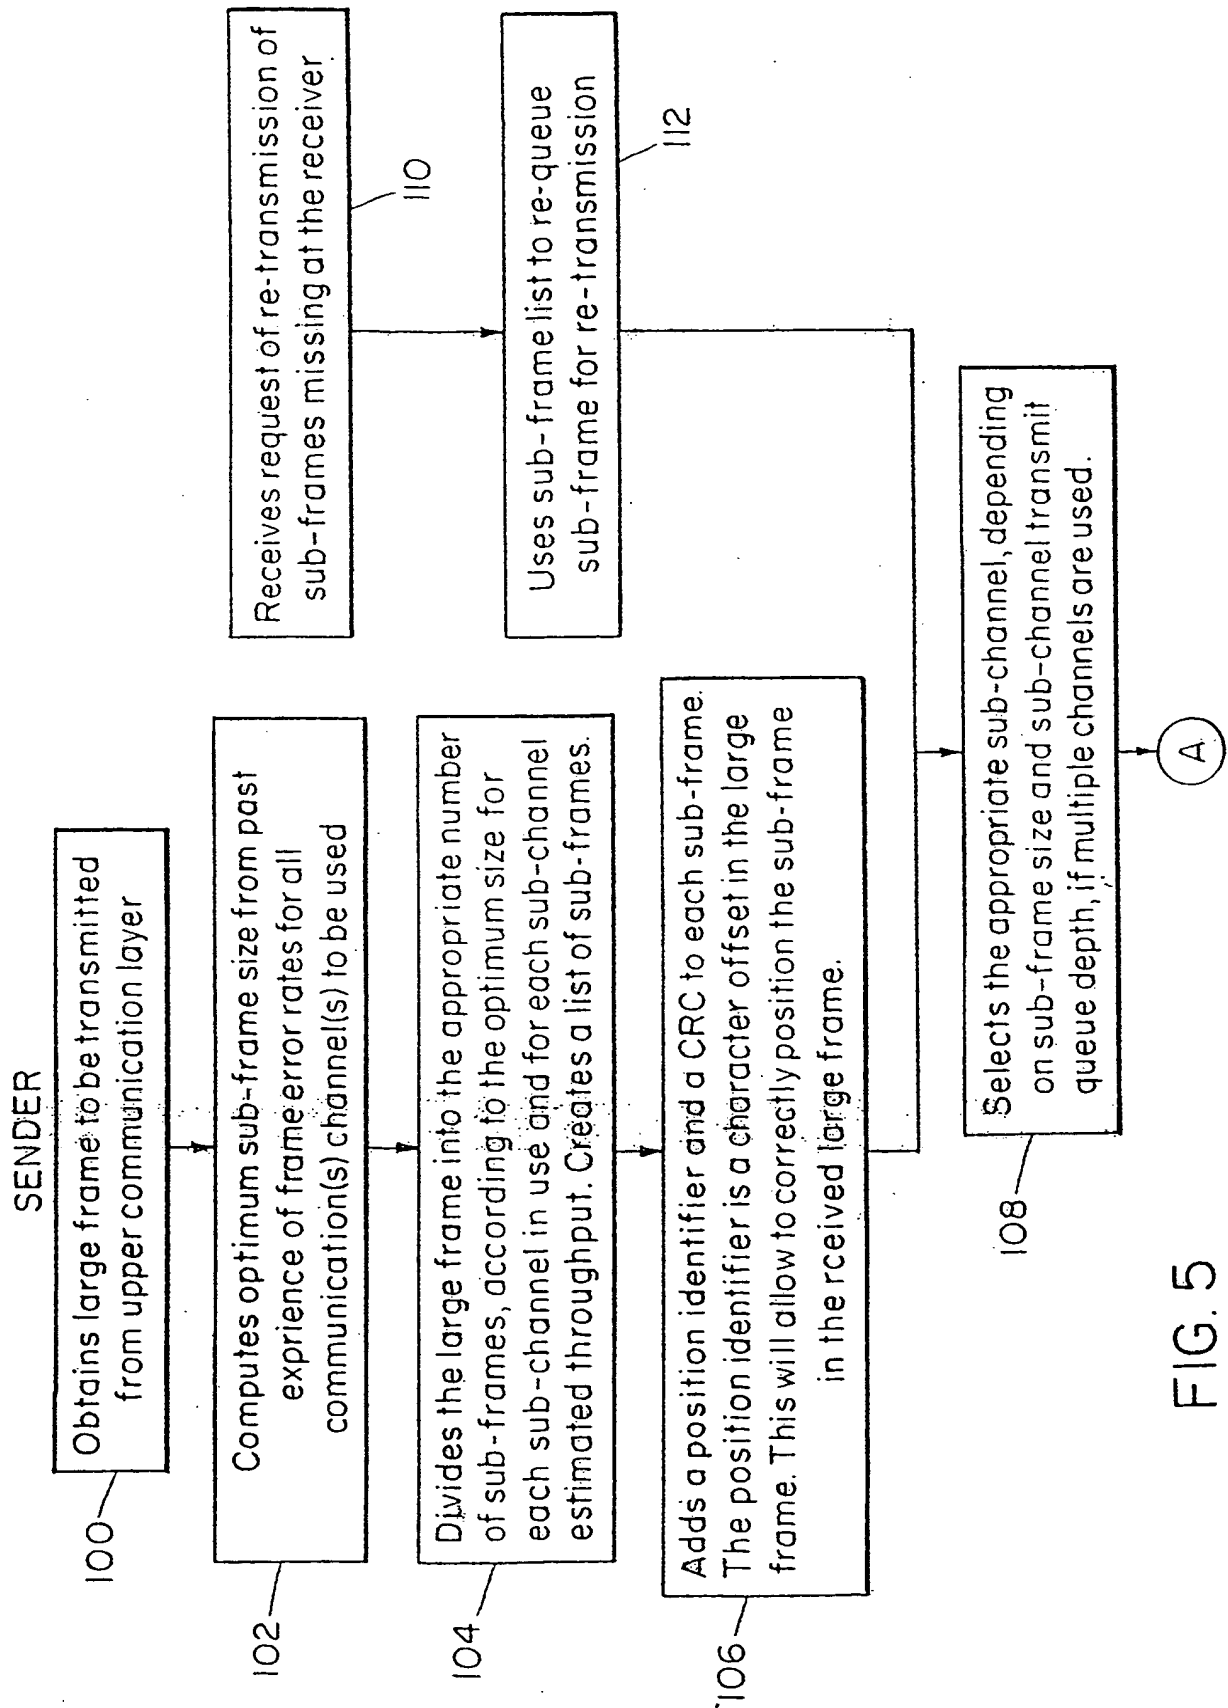 SENDER
Obtains large frame to be transmitted
from upper communication layer
100
Computes optimum sub-frame size from past
exprience of frame error rates for all
communication(s) channel(s) to be used
102
Divides the large frame into the appropriate number
of sub-frames, according to the optimum size for
each sub-channel in use and for each sub-channel
estimated throughput. Creates a list of sub-frames.
104
Adds a position identifier and a CRC to each sub-frame.
The position identifier is a character offset in the large
frame. This will allow to correctly position the sub-frame
in the rceived large frame.
106
Receives request of re-transmission of
sub-frames missing at the receiver
110
Uses sub-frame list to re-queue
sub-frame for re-transmission
112
Selects the appropriate sub-channel, depending
on sub-frame size and sub-channel transmit
queue depth, if multiple channels are used.
108
A
FIG. 5